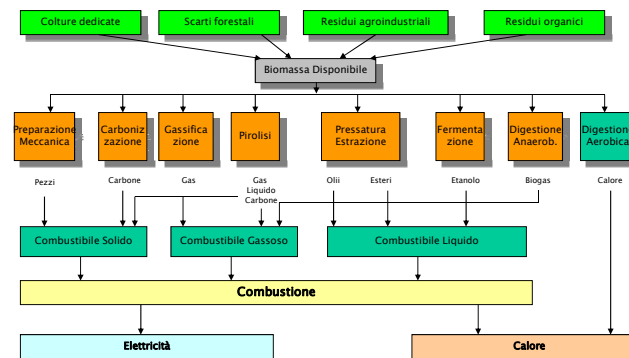 Colture dedicate
Scarti forestali
Residui agroindustriali
Residui organici
Biomassa Disponibile
Preparazione
Meccanica
Carboniz
zazione
Gassifica
zione
Pirolisi
Pressatura
Estrazione
Fermenta
zione
Digestione
Anaerob.
Digestione
Aerobica
Pezzi
Carbone
Gas
Gas
Liquido
Carbone
Olii
Esteri
Etanolo
Biogas
Calore
Combustibile Solido
Combustibile Gassoso
Combustibile Liquido
Combustione
Elettricità
Calore